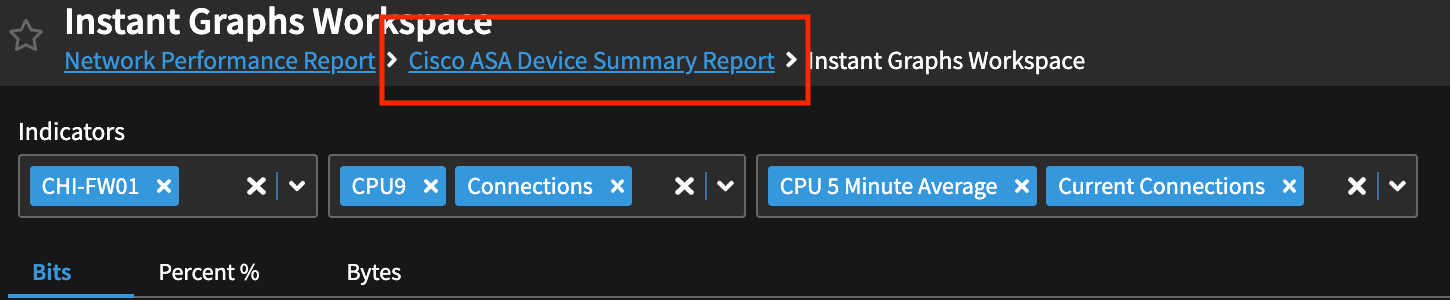 Instant Graphs Workspace
Network Performance Report > Cisco ASA Device Summary Report > Instant Graphs Workspace
Indicators
CHI-FW01 CPU9 Connections CPU 5 Minute Average Current Connections
Bits Percent % Bytes